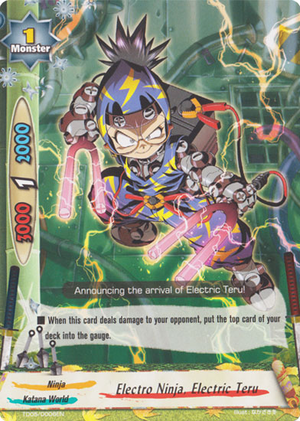 1
Monster
2000
1
3000
Announcing the arrival of Electric Teru!
■ When this card deals damage to your opponent, put the top card of your
deck into the gauge.
Ninja
Katana World
Electro Ninja, Electric Teru